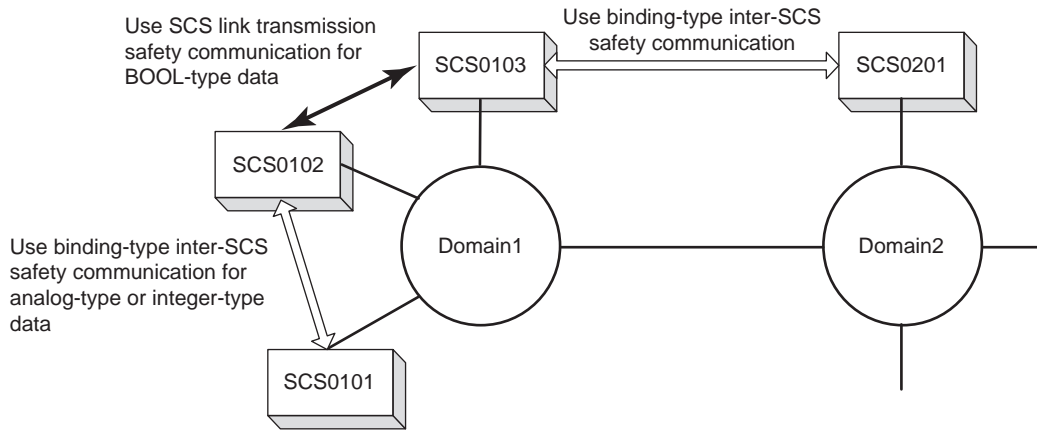 Use SCS link transmission
safety communication for
BOOL-type data
Use binding-type inter-SCS
safety communication
SCS0103
SCS0201
SCS0102
Domain1
Domain2
Use binding-type inter-SCS
safety communication for
analog-type or integer-type
data
SCS0101